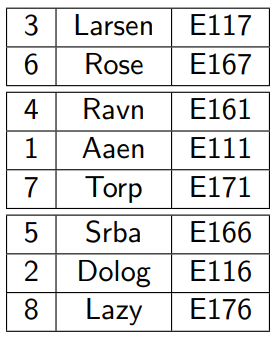 3 Larsen E117
6 Rose E167
4 Ravn E161
1 Aaen E111
7 Torp E171
5 Srba E166
2 Dolog E116
8 Lazy E176